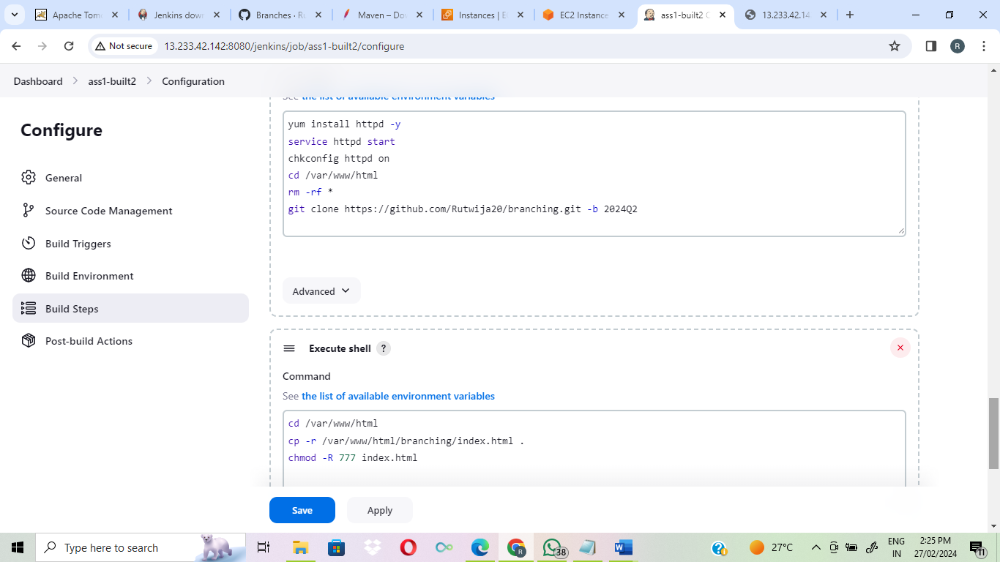 Apache Tom
Jenkins down
Branches · Ru
Maven – Dov
Instances | E
EC2 Instance
ass1-built2 C
13.233.42.14
Not secure
13.233.42.142:8080/jenkins/job/ass1-built2/configure
R
Dashboard > ass1-built2 > Configuration
Configure
General
Source Code Management
Build Triggers
Build Environment
Build Steps
Post-build Actions
See the list of available environment variables
yum install httpd -y
service httpd start
chkconfig httpd on
cd /var/www/html
rm -rf *
git clone https://github.com/Rutwija20/branching.git -b 2024Q2
Advanced
Execute shell ?
Command
See the list of available environment variables
cd /var/www/html
cp -r /var/www/html/branching/index.html .
chmod -R 777 index.html
Save
Apply
Type here to search
R
38
27°C
ENG
IN
2:25 PM
27/02/2024
11